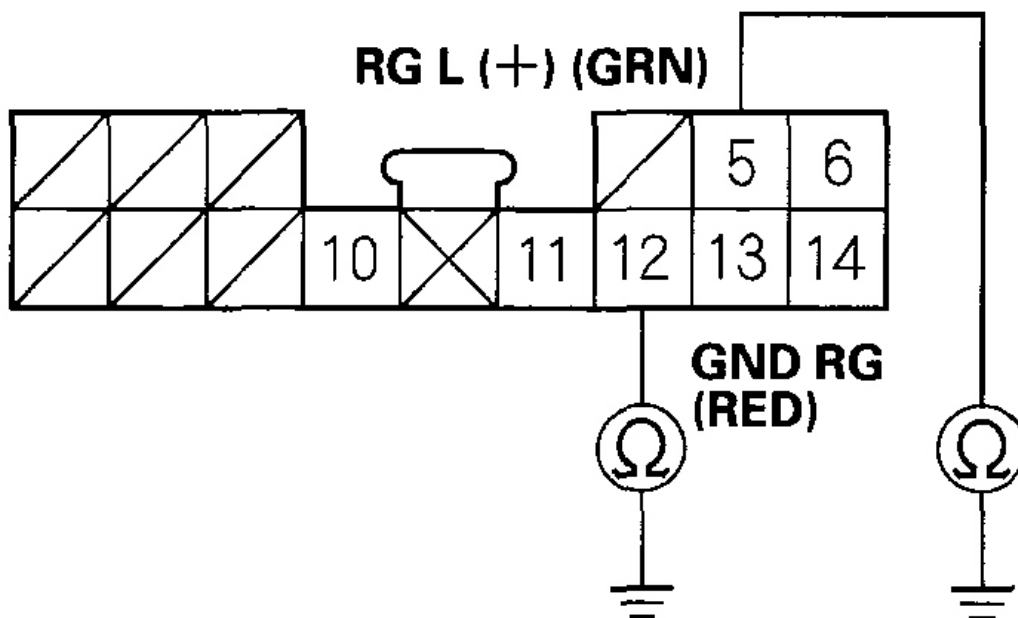 RG L (+) (GRN)
5 6
10 11 12 13 14
GND RG
(RED)
Ω Ω